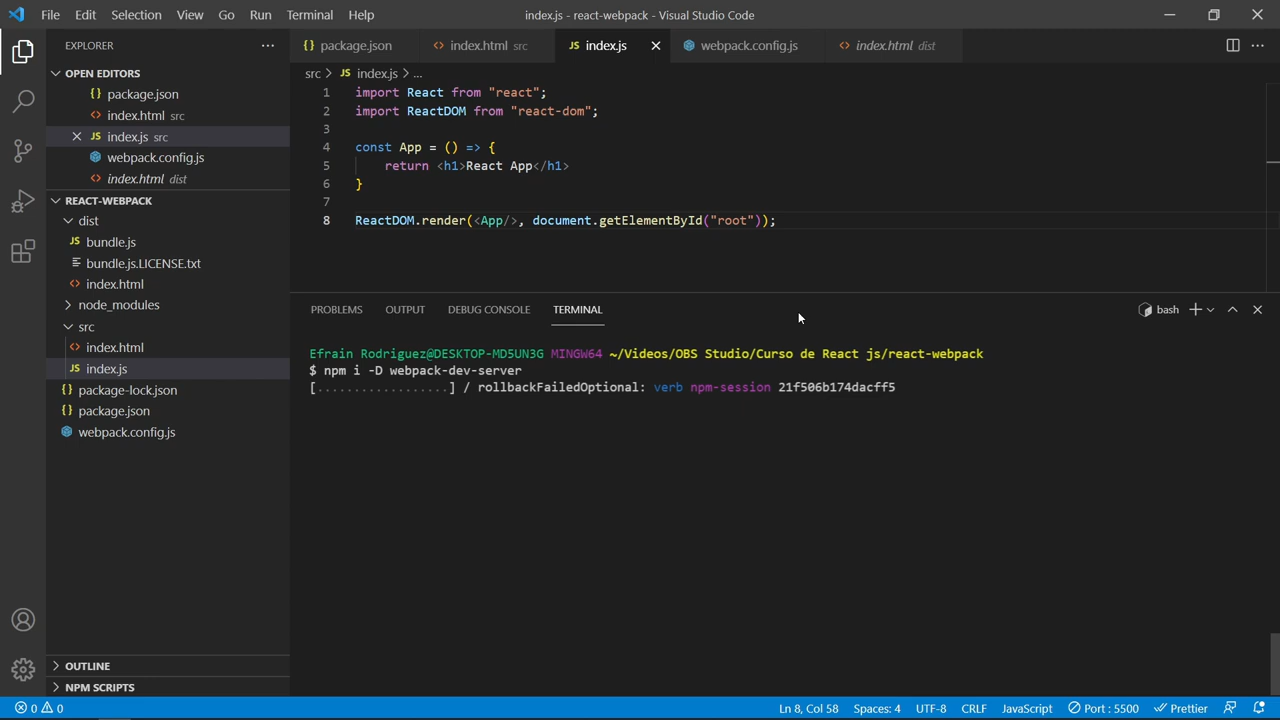 File Edit Selection View Go Run Terminal Help
index.js - react-webpack - Visual Studio Code
EXPLORER
OPEN EDITORS
package.json
index.html src
index.js src
webpack.config.js
index.html dist
REACT-WEBPACK
dist
bundle.js
bundle.js.LICENSE.txt
index.html
node_modules
src
index.html
index.js
package-lock.json
package.json
webpack.config.js
OUTLINE
NPM SCRIPTS
package.json index.html src index.js webpack.config.js index.html dist
src > index.js > ...
1 import React from "react";
2 import ReactDOM from "react-dom";
3
4 const App = () => {
5 return <h1>React App</h1>
6 }
7
8 ReactDOM.render(<App/>, document.getElementById("root"));
PROBLEMS OUTPUT DEBUG CONSOLE TERMINAL
bash
Efrain Rodriguez@DESKTOP-MD5UN3G MINGW64 ~/Videos/OBS Studio/Curso de React js/react-webpack
$ npm i -D webpack-dev-server
[..................] / rollbackFailedOptional: verb npm-session 21f506b174dacff5
0 0
Ln 8, Col 58 Spaces: 4 UTF-8 CRLF JavaScript Port : 5500 Prettier